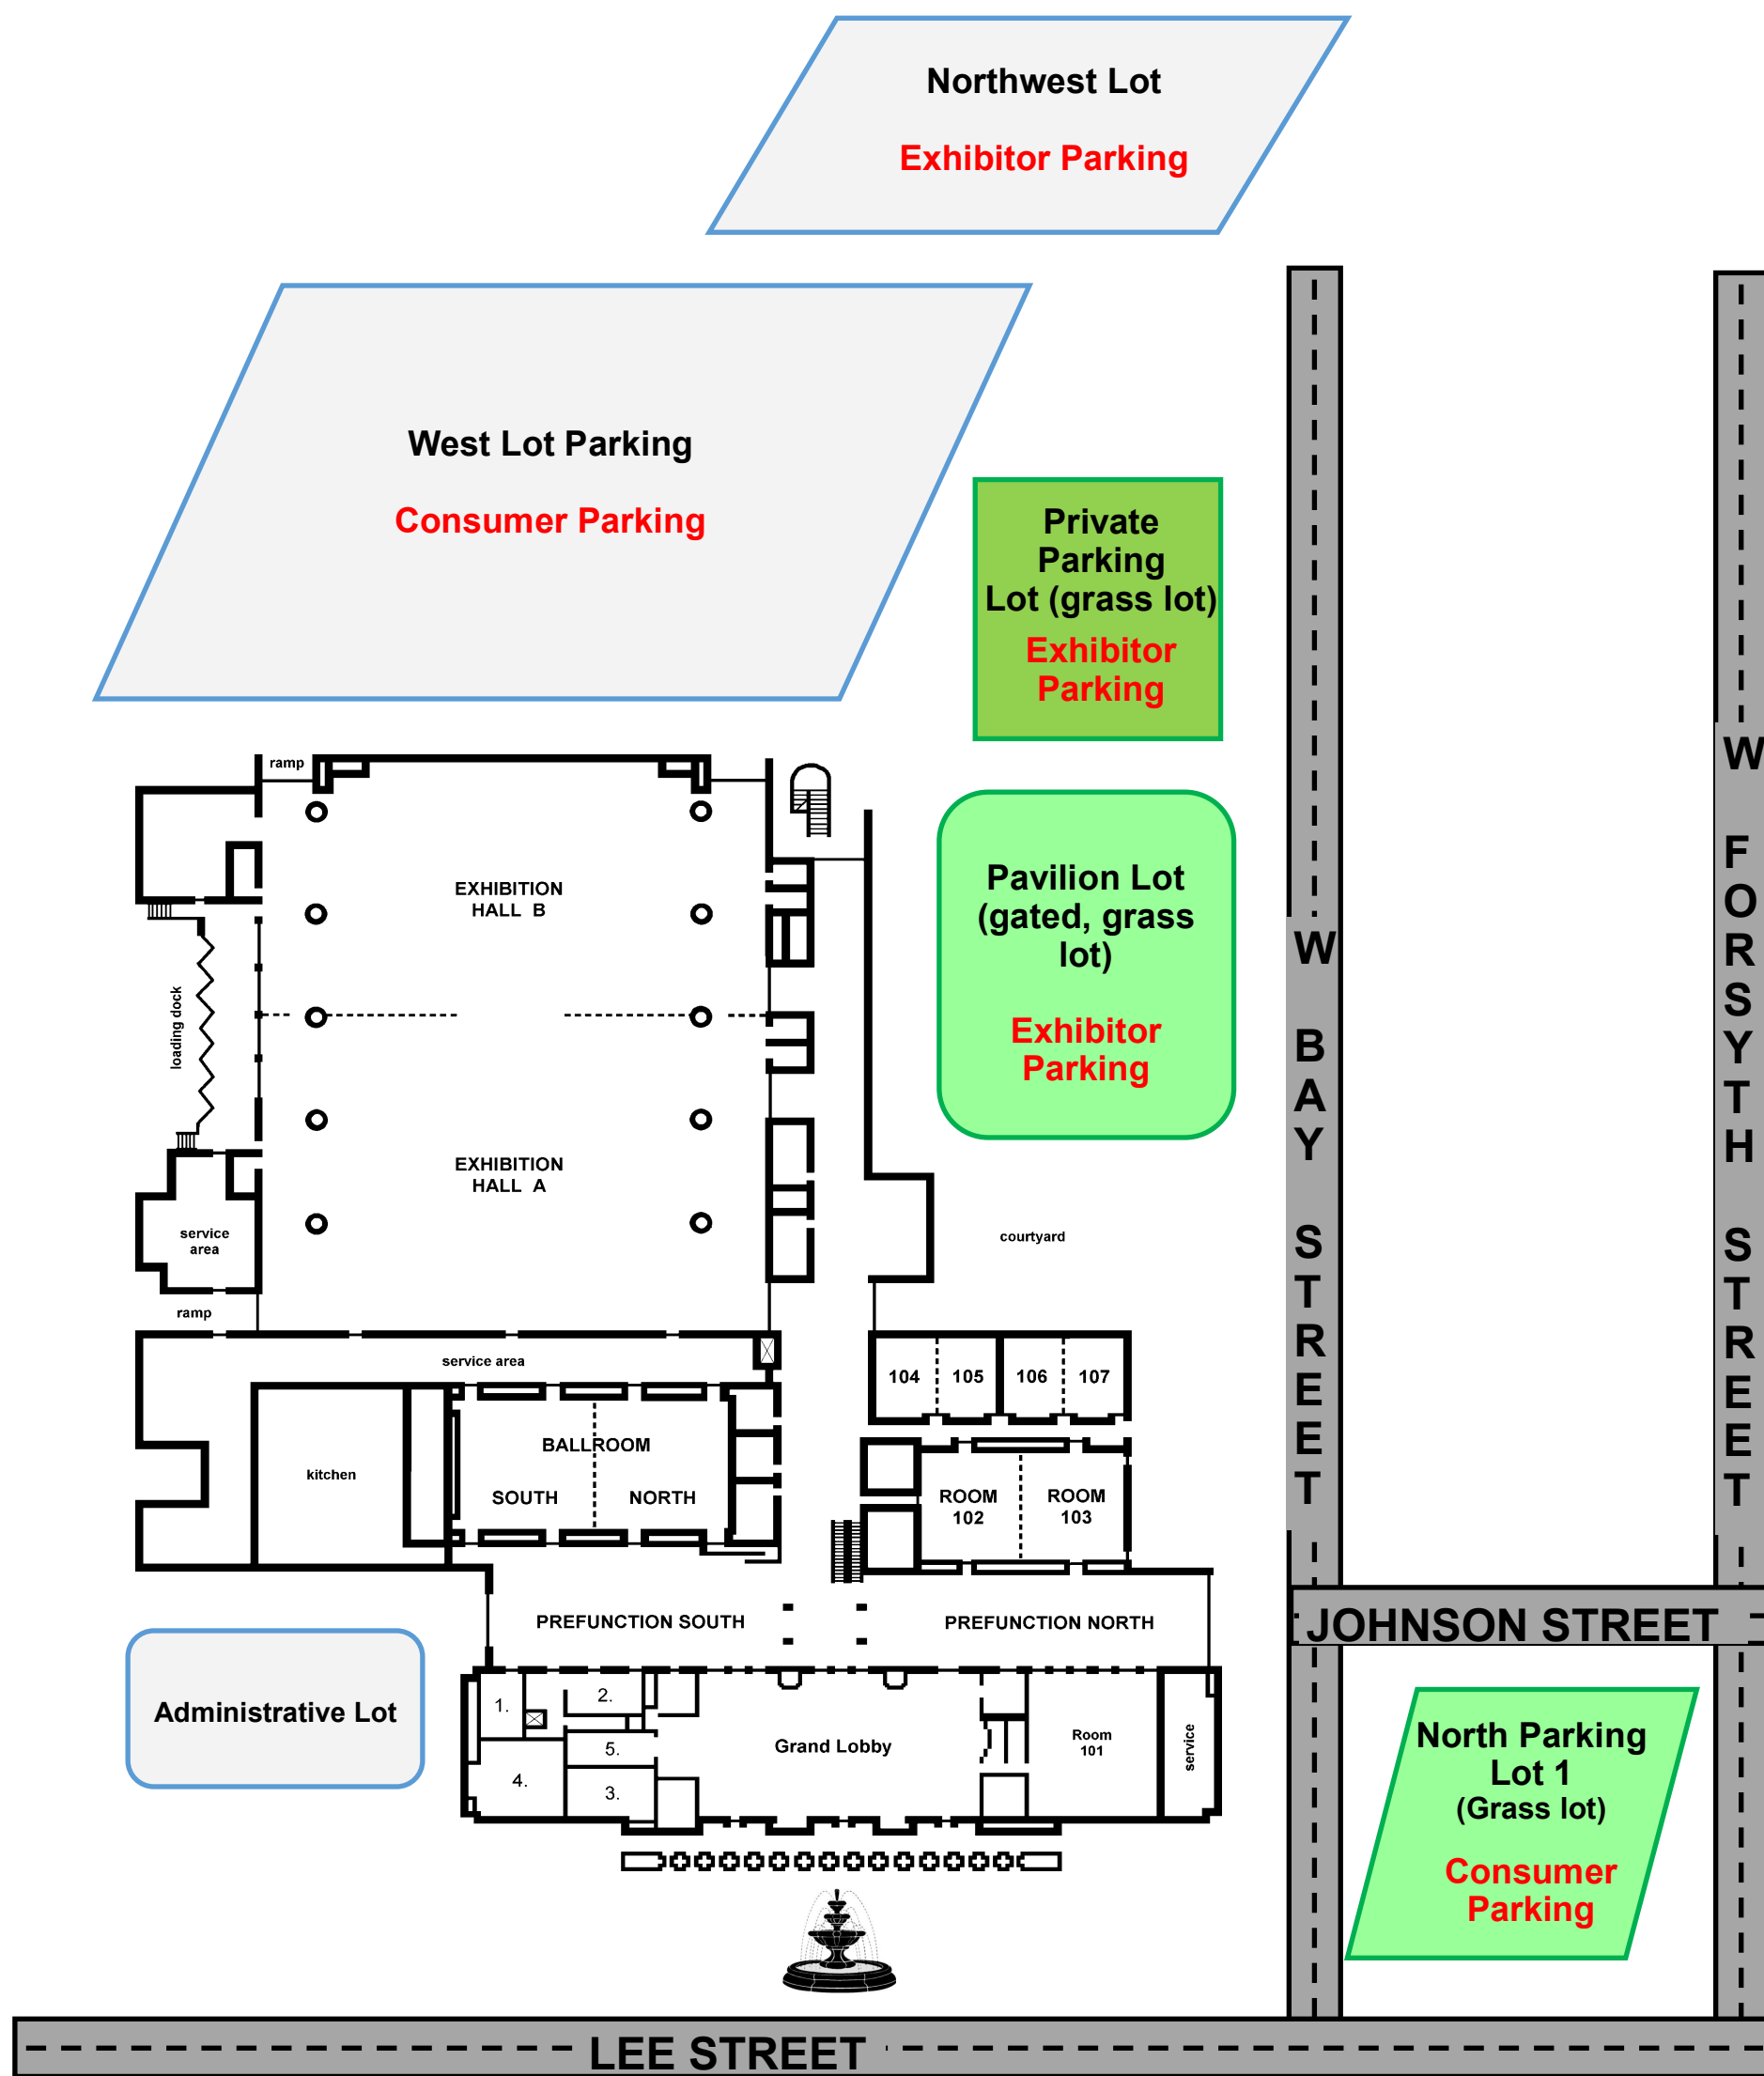 Northwest Lot
Exhibitor Parking
West Lot Parking
Consumer Parking
Private
Parking
Lot (grass lot)
Exhibitor
Parking
ramp
Pavilion Lot
(gated, grass
lot)
Exhibitor
Parking
EXHIBITION
HALL B
loading dock
EXHIBITION
HALL A
service
area
courtyard
ramp
service area
104
105
106
107
BALLROOM
SOUTH
NORTH
kitchen
ROOM
102
ROOM
103
PREFUNCTION SOUTH
PREFUNCTION NORTH
W BAY STREET
W FORSYTH STREET
JOHNSON STREET
Administrative Lot
1.
2.
5.
4.
3.
Grand Lobby
Room
101
service
North Parking
Lot 1
(Grass lot)
Consumer
Parking
LEE STREET